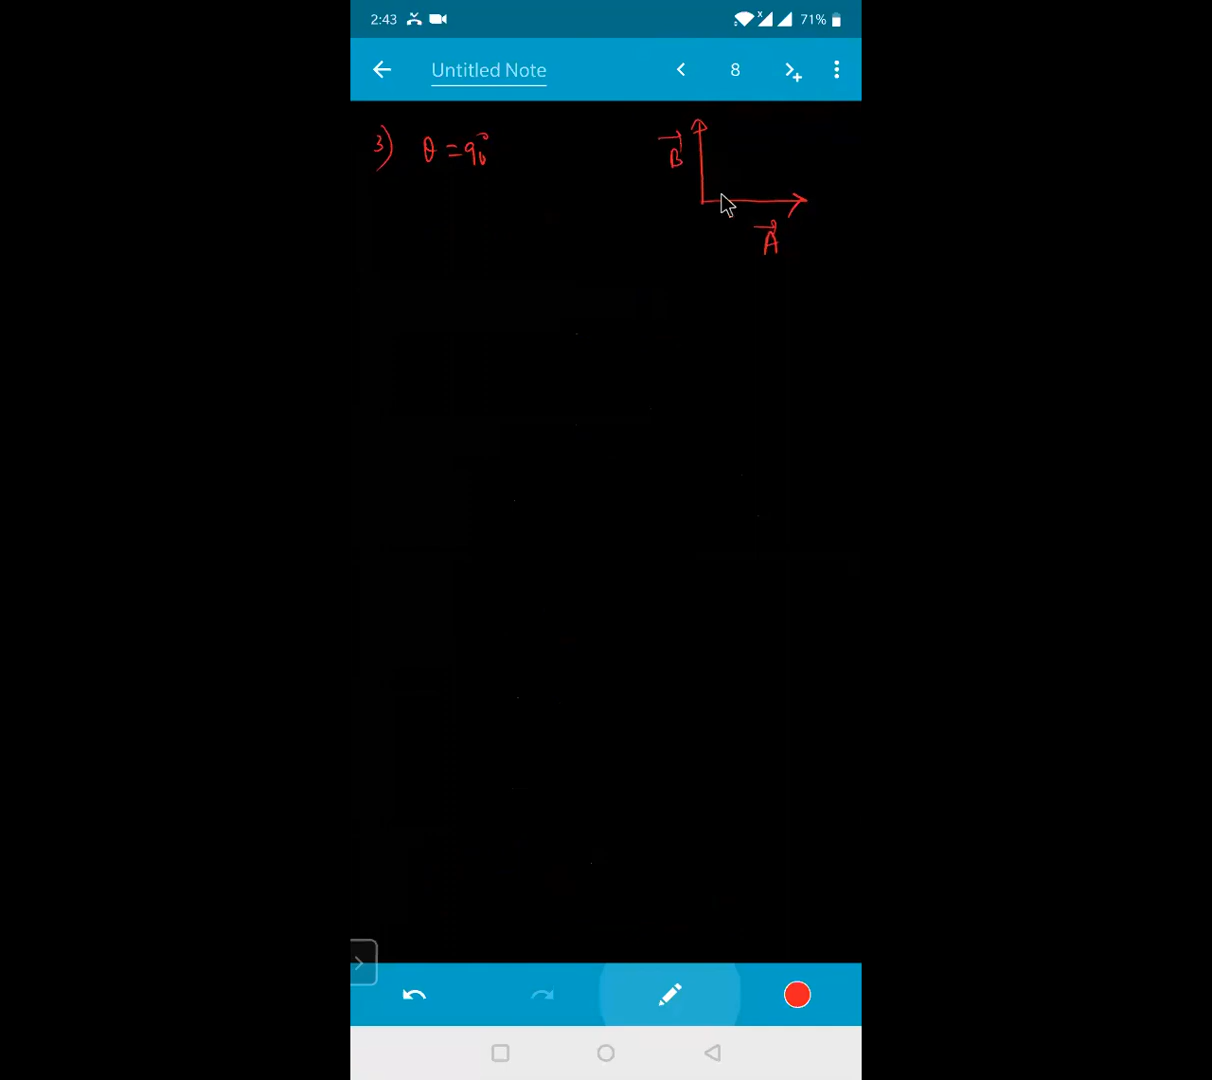 2:43 71%
Untitled Note 8
3) θ = 90°
B⃗
A⃗